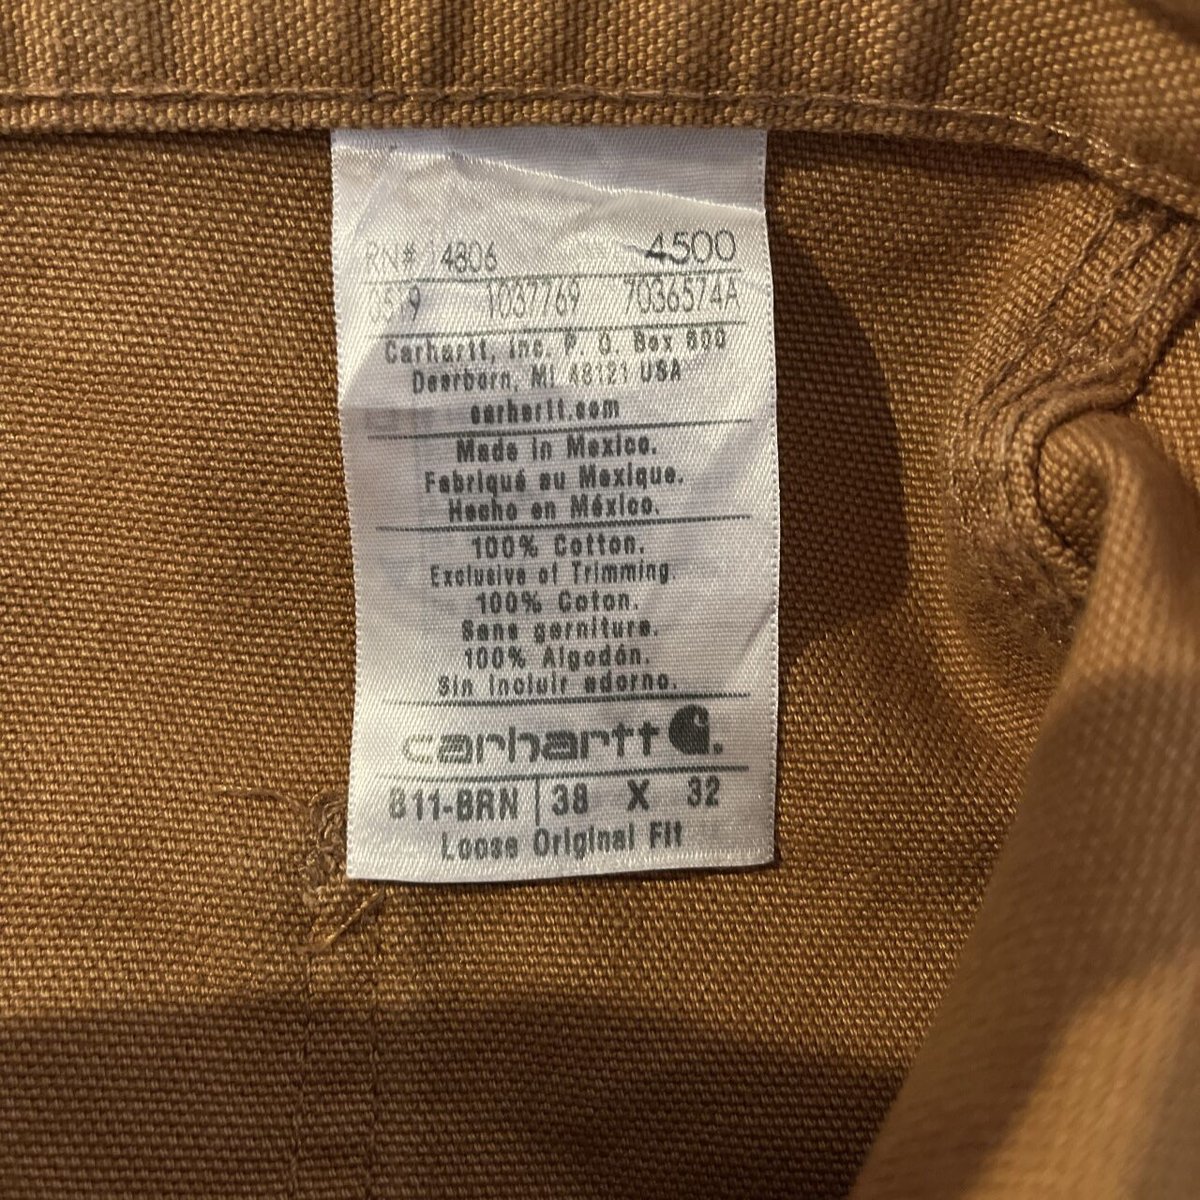 RN# 14806 4500
0519 1037769 7036574A
Carhartt, Inc. P. O. Box 600
Dearborn, MI 48121 USA
carhartt.com
Made in Mexico.
Fabriqué au Mexique.
Hecho en México.
100% Cotton.
Exclusive of Trimming.
100% Coton.
Sans garniture.
100% Algodón.
Sin incluir adorno.
carhartt
B11-BRN | 38 X 32
Loose Original Fit